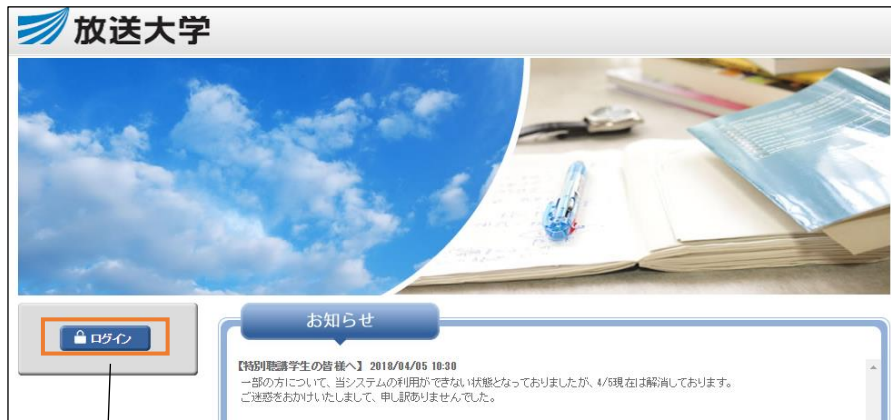 放送大学
ログイン
お知らせ
【特別聴講学生の皆様へ】 2018/04/05 10:30
一部の方について、当システムの利用ができない状態となっておりましたが、4/5現在は解消しております。
ご迷惑をおかけいたしまして、申し訳ありませんでした。